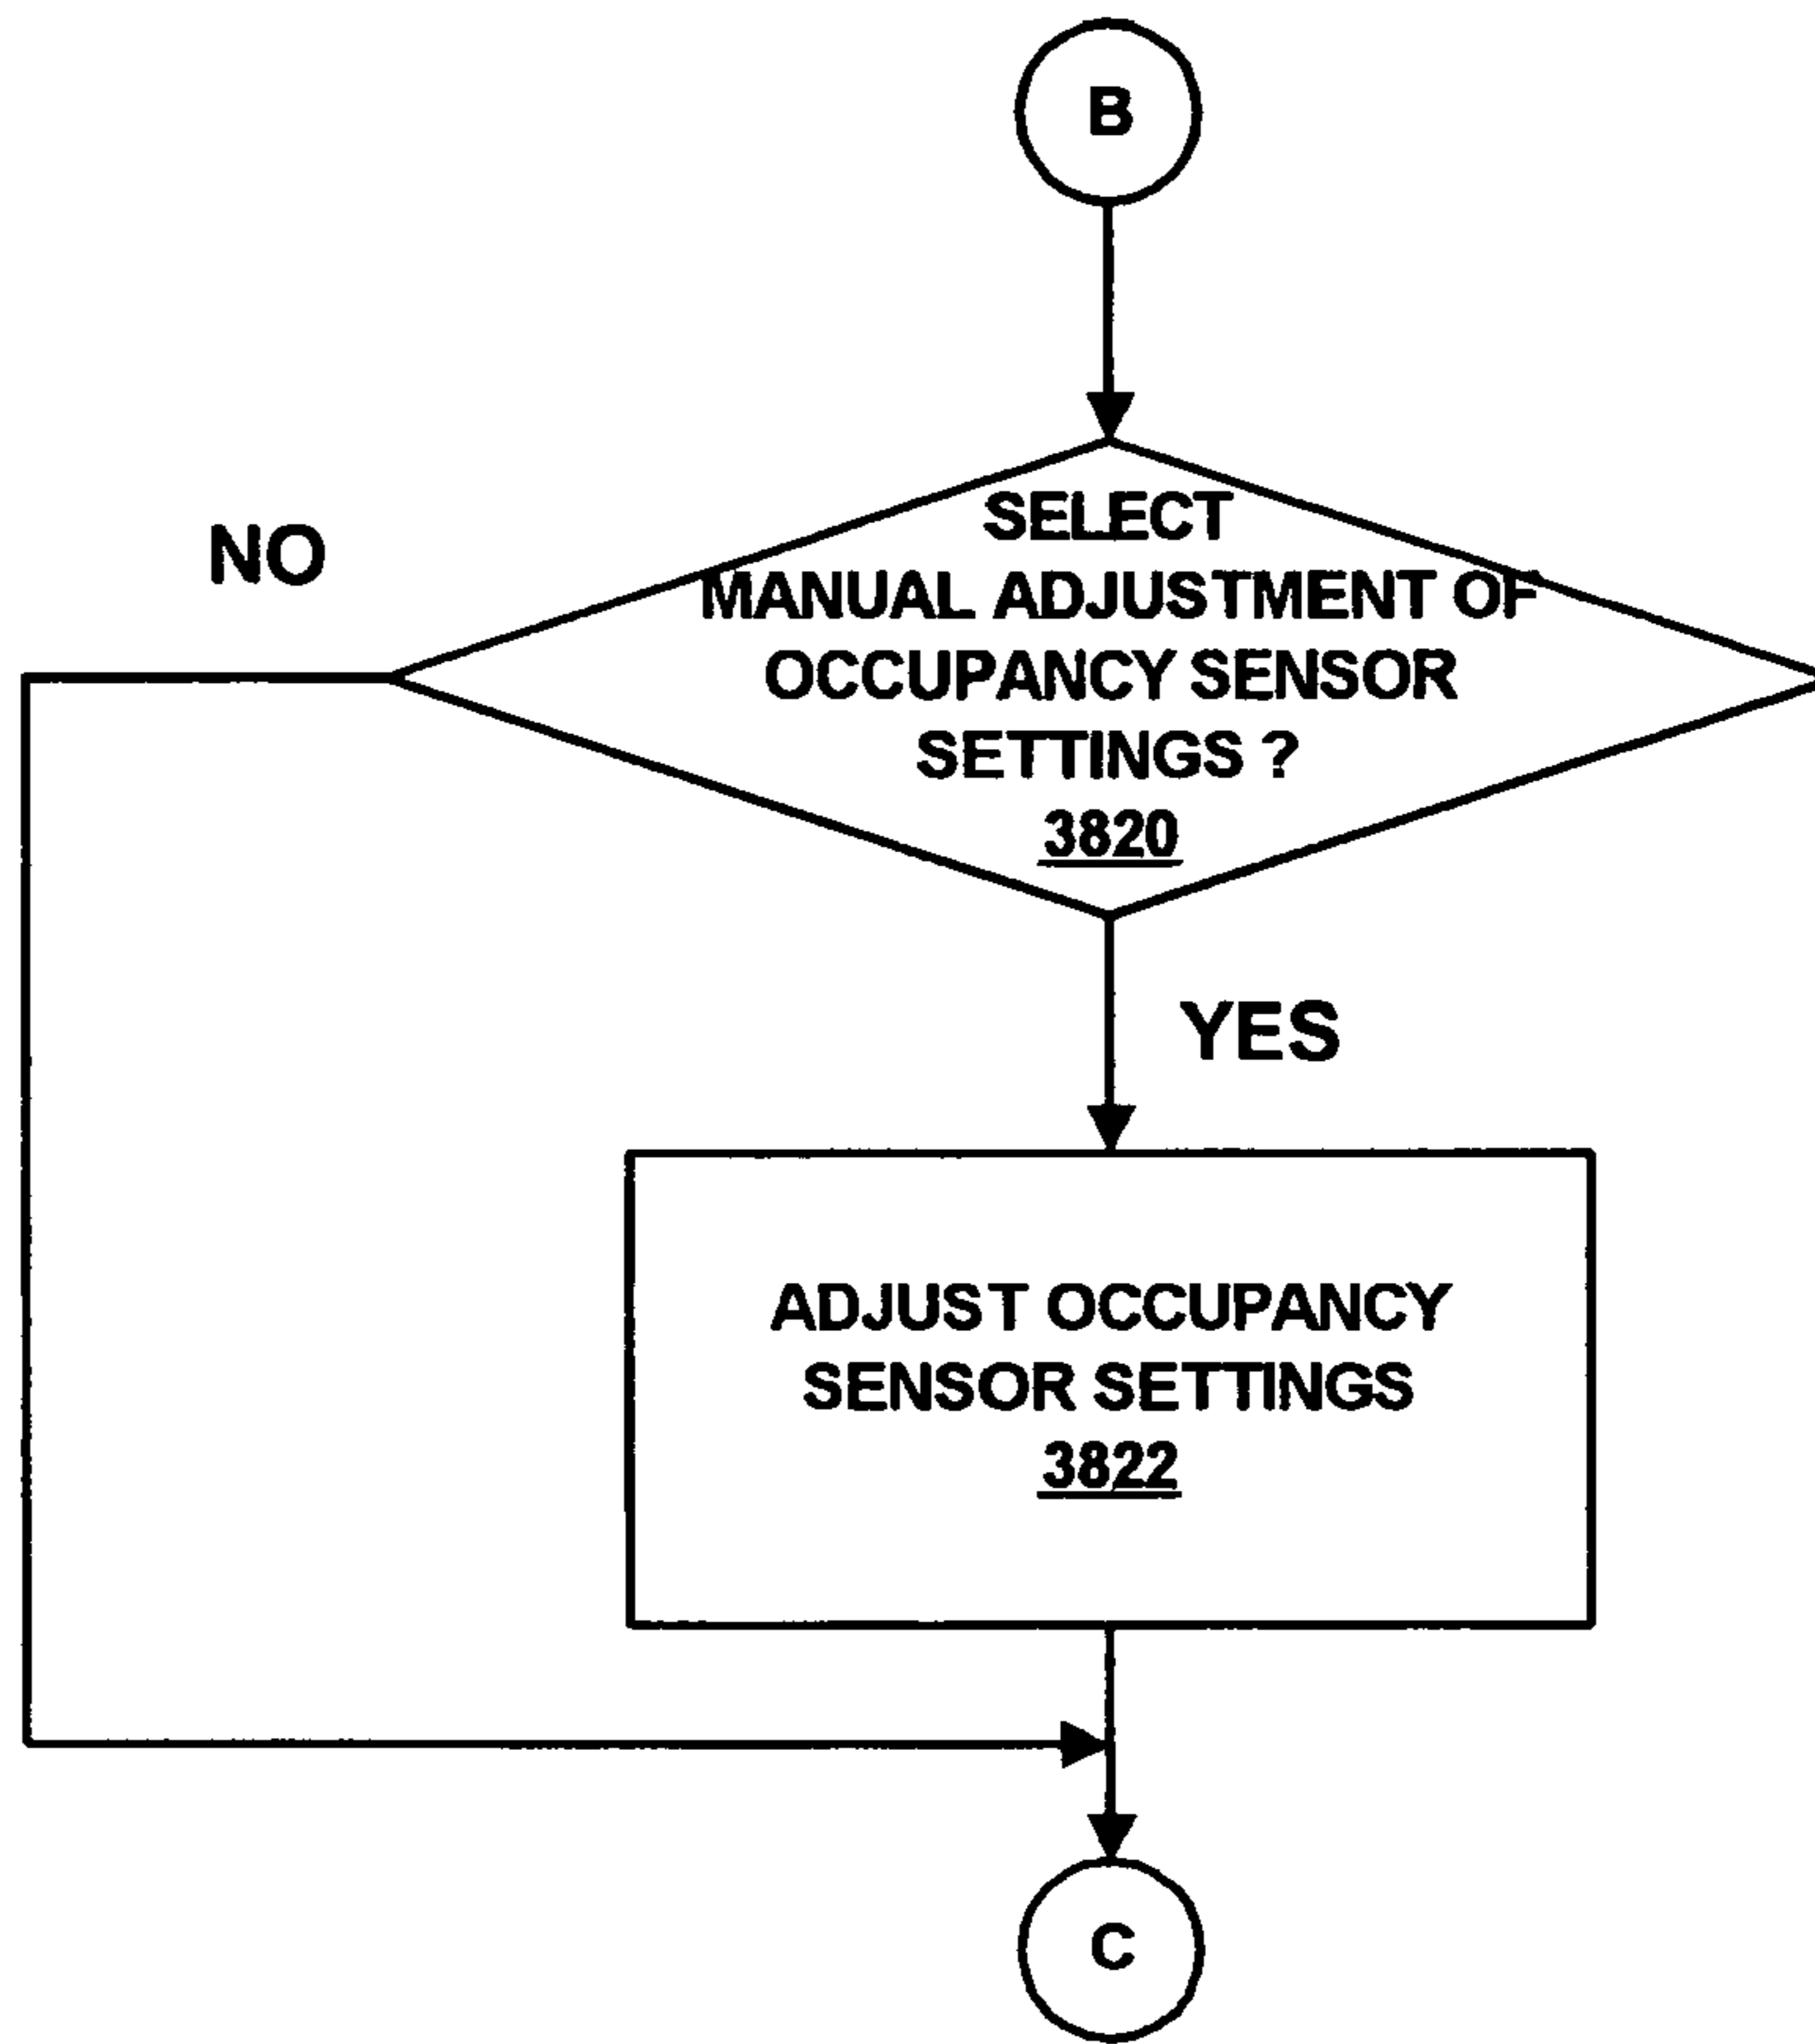 B
SELECT
MANUAL ADJUSTMENT OF
OCCUPANCY SENSOR
SETTINGS ?
3820
NO
YES
ADJUST OCCUPANCY
SENSOR SETTINGS
3822
C